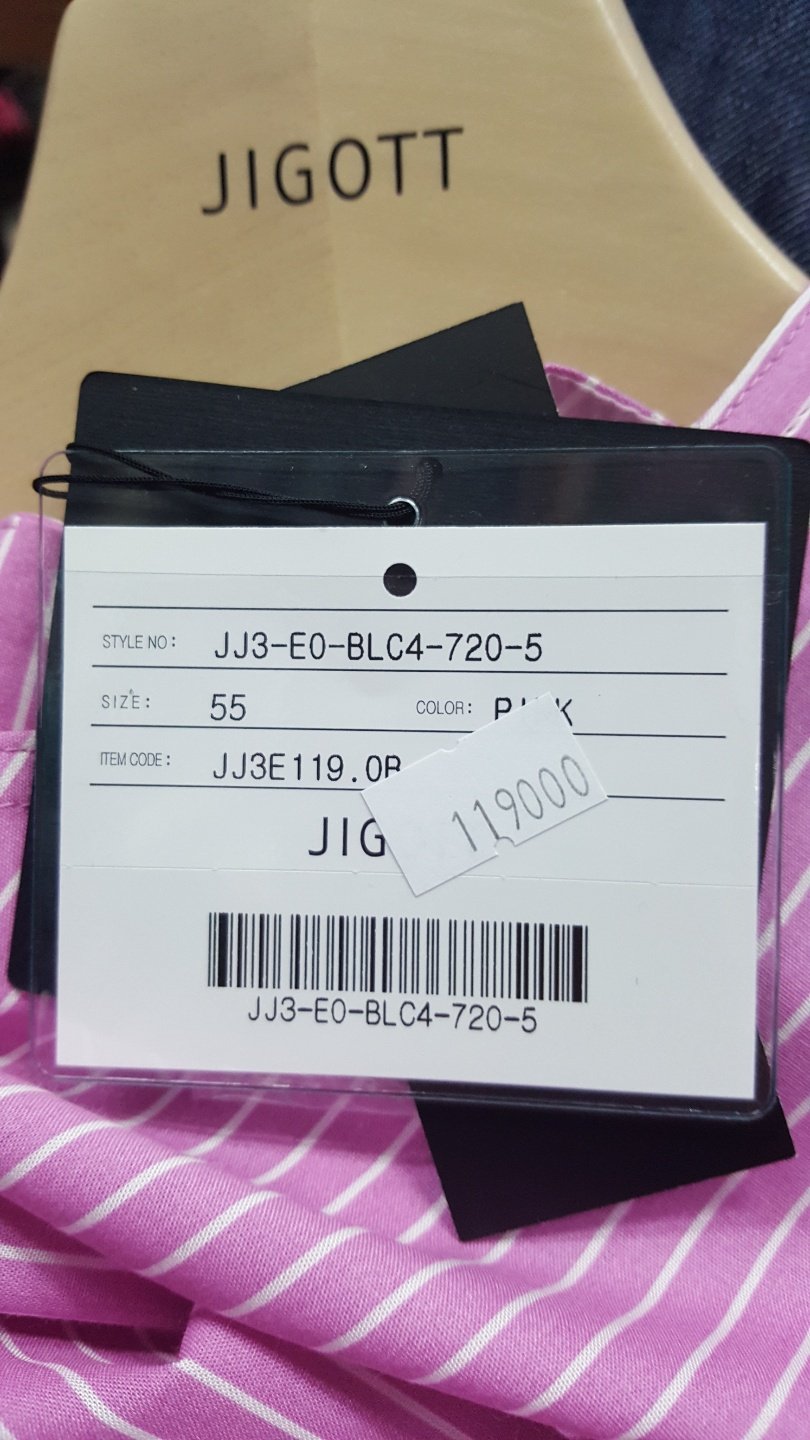 JIGOTT
STYLE NO: JJ3-E0-BLC4-720-5
SIZE: 55 COLOR:
ITEM CODE: JJ3E119.0B
119000
JIG
JJ3-E0-BLC4-720-5